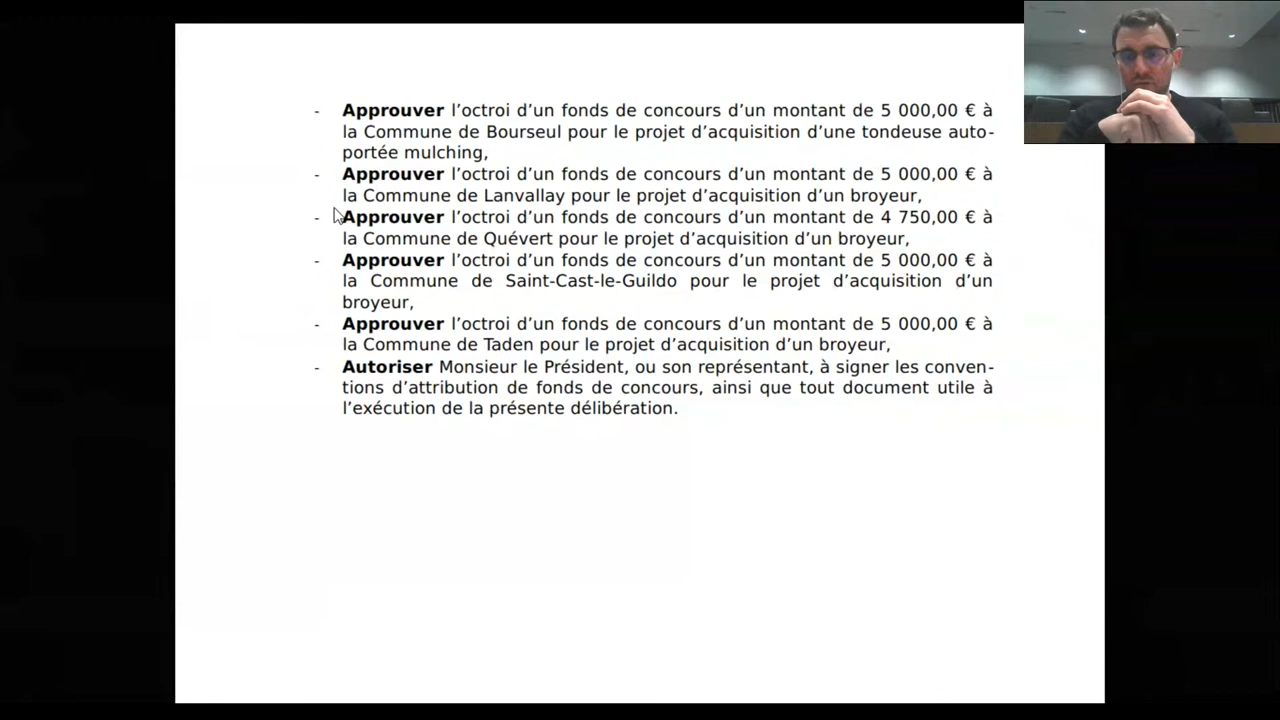 - Approuver l’octroi d’un fonds de concours d’un montant de 5 000,00 € à
la Commune de Bourseul pour le projet d’acquisition d’une tondeuse auto-
portée mulching,
- Approuver l’octroi d’un fonds de concours d’un montant de 5 000,00 € à
la Commune de Lanvallay pour le projet d’acquisition d’un broyeur,
- Approuver l’octroi d’un fonds de concours d’un montant de 4 750,00 € à
la Commune de Quévert pour le projet d’acquisition d’un broyeur,
- Approuver l’octroi d’un fonds de concours d’un montant de 5 000,00 € à
la Commune de Saint-Cast-le-Guildo pour le projet d’acquisition d’un
broyeur,
- Approuver l’octroi d’un fonds de concours d’un montant de 5 000,00 € à
la Commune de Taden pour le projet d’acquisition d’un broyeur,
- Autoriser Monsieur le Président, ou son représentant, à signer les conven-
tions d’attribution de fonds de concours, ainsi que tout document utile à
l’exécution de la présente délibération.